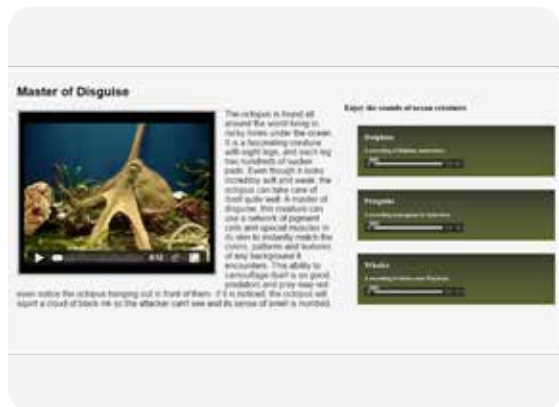 Master of Disguise
The octopus is found all
around the world living in
rocky holes under the ocean.
It is a fascinating creature
with eight legs, and each leg
has hundreds of sucker
pads. Even though it looks
incredibly soft and weak, the
octopus can take care of
itself quite well. A master of
disguise, this creature can
use a network of pigment
cells and special muscles in
its skin to instantly match the
colors, patterns and textures
of any background it
encounters. This ability to
camouflage itself is so good,
predators and prey may not
even notice the octopus hanging out in front of them. If it is noticed, the octopus will
squirt a cloud of black ink so the attacker can't see and its sense of smell is numbed.
0:12
Enjoy the sounds of ocean creatures
Dolphins
A recording of dolphin
Penguins
A recording
Whales
A recording